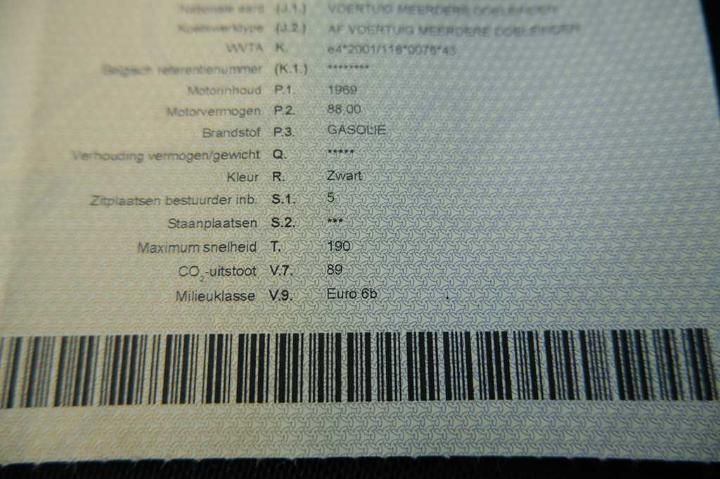 Nationale aard (J.1.) VOERTUIG MEERDERE DOELEINDEN
Koetswerktype (J.2.) AF VOERTUIG MEERDERE DOELEINDEN
WVTA K. e4*2001/116*0076*45
Belgisch referentienummer (K.1.) ********
Motorinhoud P.1. 1969
Motorvermogen P.2. 88.00
Brandstof P.3. GASOLIE
Verhouding vermogen/gewicht Q. *****
Kleur R. Zwart
Zitplaatsen bestuurder inb. S.1. 5
Staanplaatsen S.2. ***
Maximum snelheid T. 190
CO₂-uitstoot V.7. 89
Milieuklasse V.9. Euro 6b